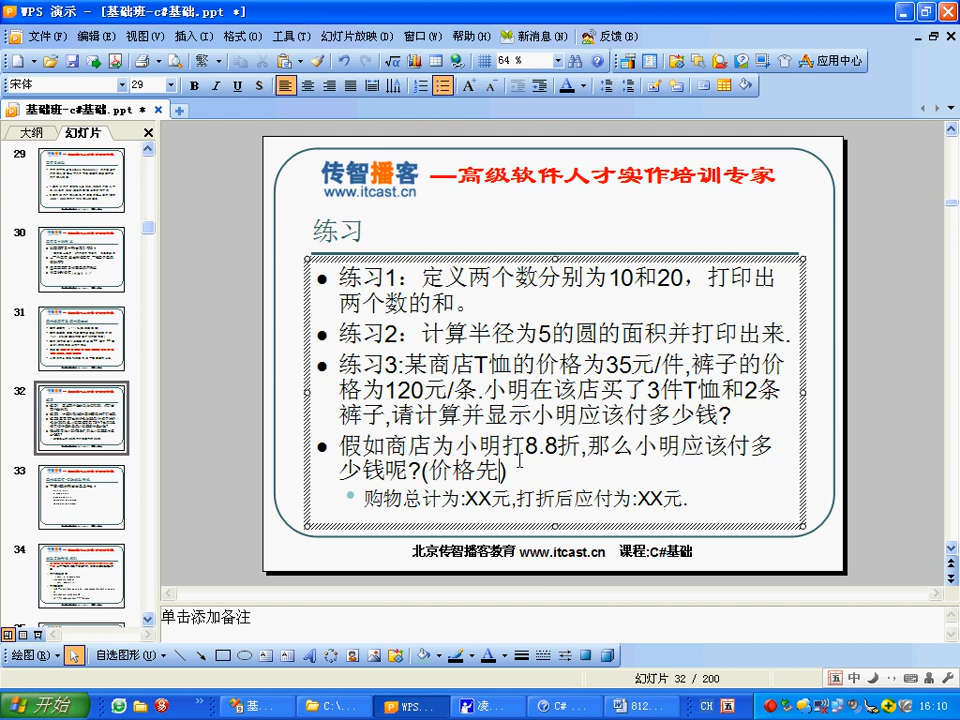 WPS 演示 - [基础班-c#基础.ppt *]
文件(F) 编辑(E) 视图(V) 插入(I) 格式(O) 工具(T) 幻灯片放映(D) 窗口(W) 帮助(H) 新消息(N) 反馈(B)
64 % 应用中心
宋体 29 B I U S
基础班-c#基础.ppt *
大纲 幻灯片
29
30
31
32
33
34
传智播客 —高级软件人才实作培训专家
www.itcast.cn
练习
练习1：定义两个数分别为10和20，打印出
两个数的和。
练习2：计算半径为5的圆的面积并打印出来.
练习3:某商店T恤的价格为35元/件,裤子的价
格为120元/条.小明在该店买了3件T恤和2条
裤子,请计算并显示小明应该付多少钱?
假如商店为小明打8.8折,那么小明应该付多
少钱呢?(价格先)
购物总计为:XX元,打折后应付为:XX元.
北京传智播客教育 www.itcast.cn 课程:C#基础
单击添加备注
绘图(R) 自选图形(U)
幻灯片 32 / 200
五 中
开始 基... C:\... WPS... 凌... C# ... 812... CH 五 16:10